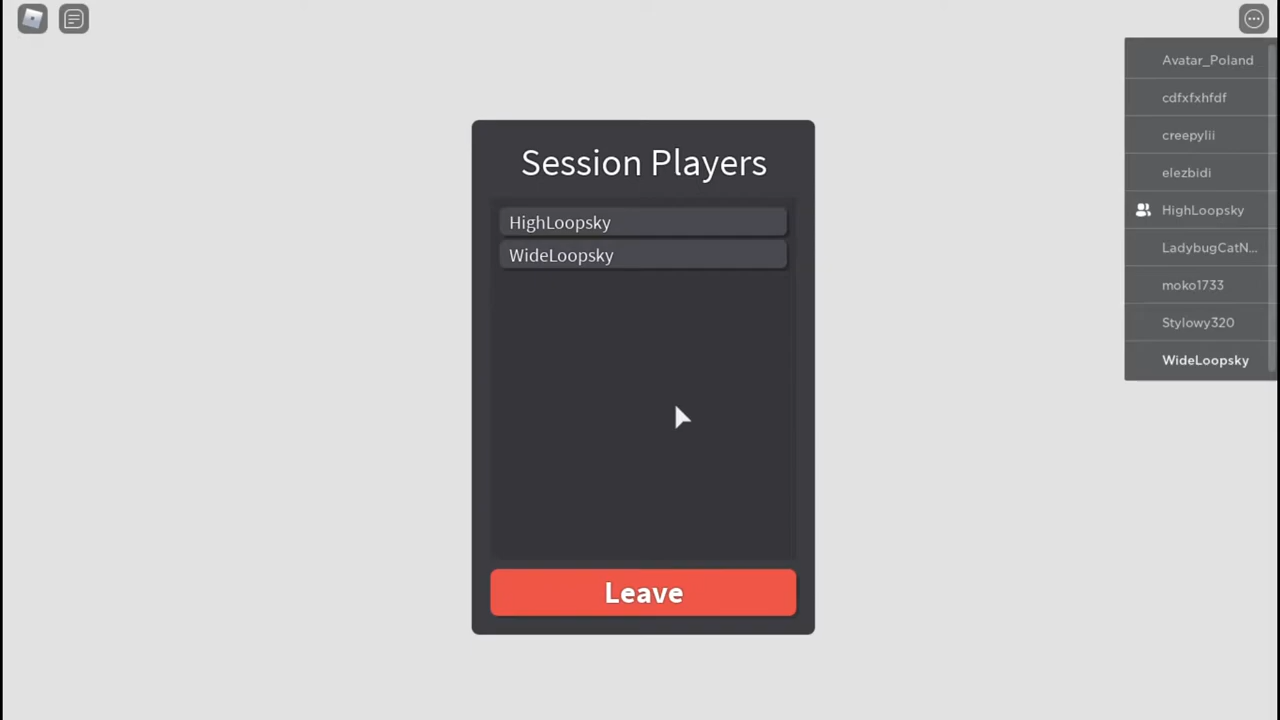 Session Players
HighLoopsky
WideLoopsky
Leave
Avatar_Poland
cdfxfxhfdf
creepylii
elezbidi
HighLoopsky
LadybugCatN...
moko1733
Stylowy320
WideLoopsky